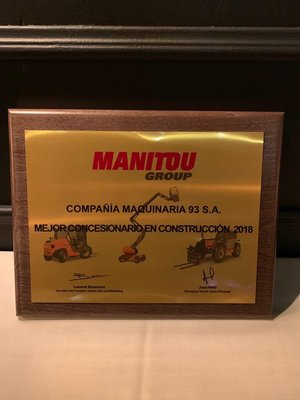 MANITOU
GROUP
COMPAÑÍA MAQUINARIA 93 S.A.
MEJOR CONCESIONARIO EN CONSTRUCCIÓN 2018